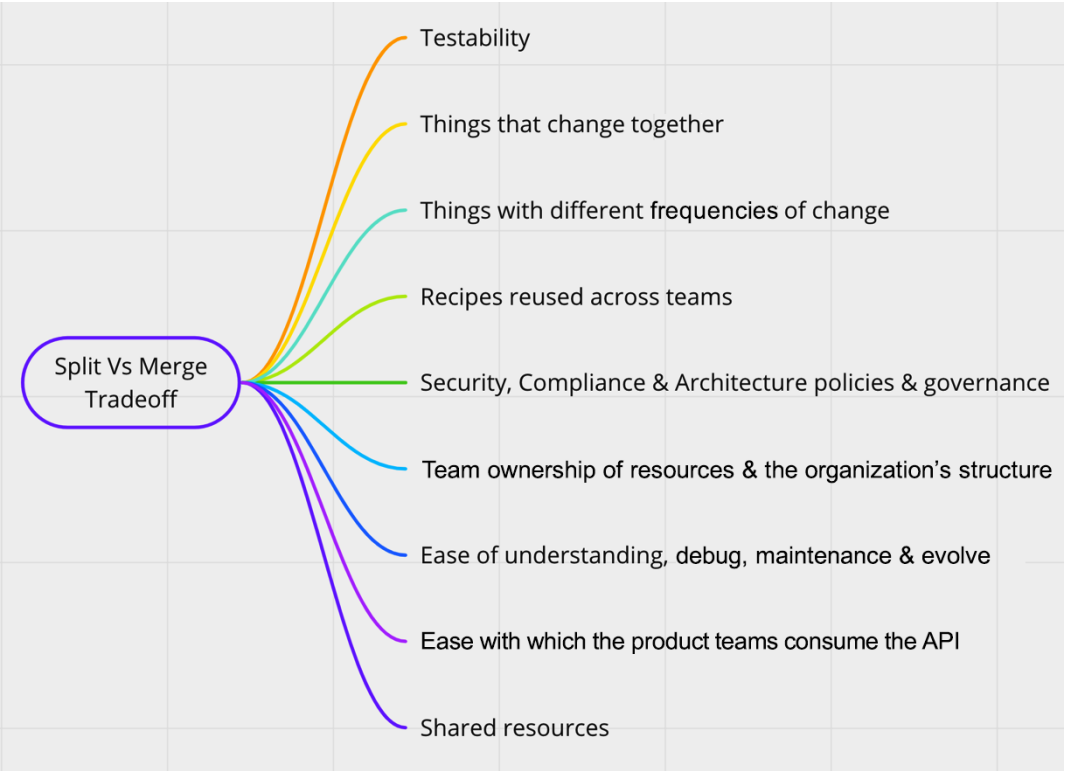 Testability
Things that change together
Things with different frequencies of change
Recipes reused across teams
Split Vs Merge
Tradeoff
Security, Compliance & Architecture policies & governance
Team ownership of resources & the organization’s structure
Ease of understanding, debug, maintenance & evolve
Ease with which the product teams consume the API
Shared resources